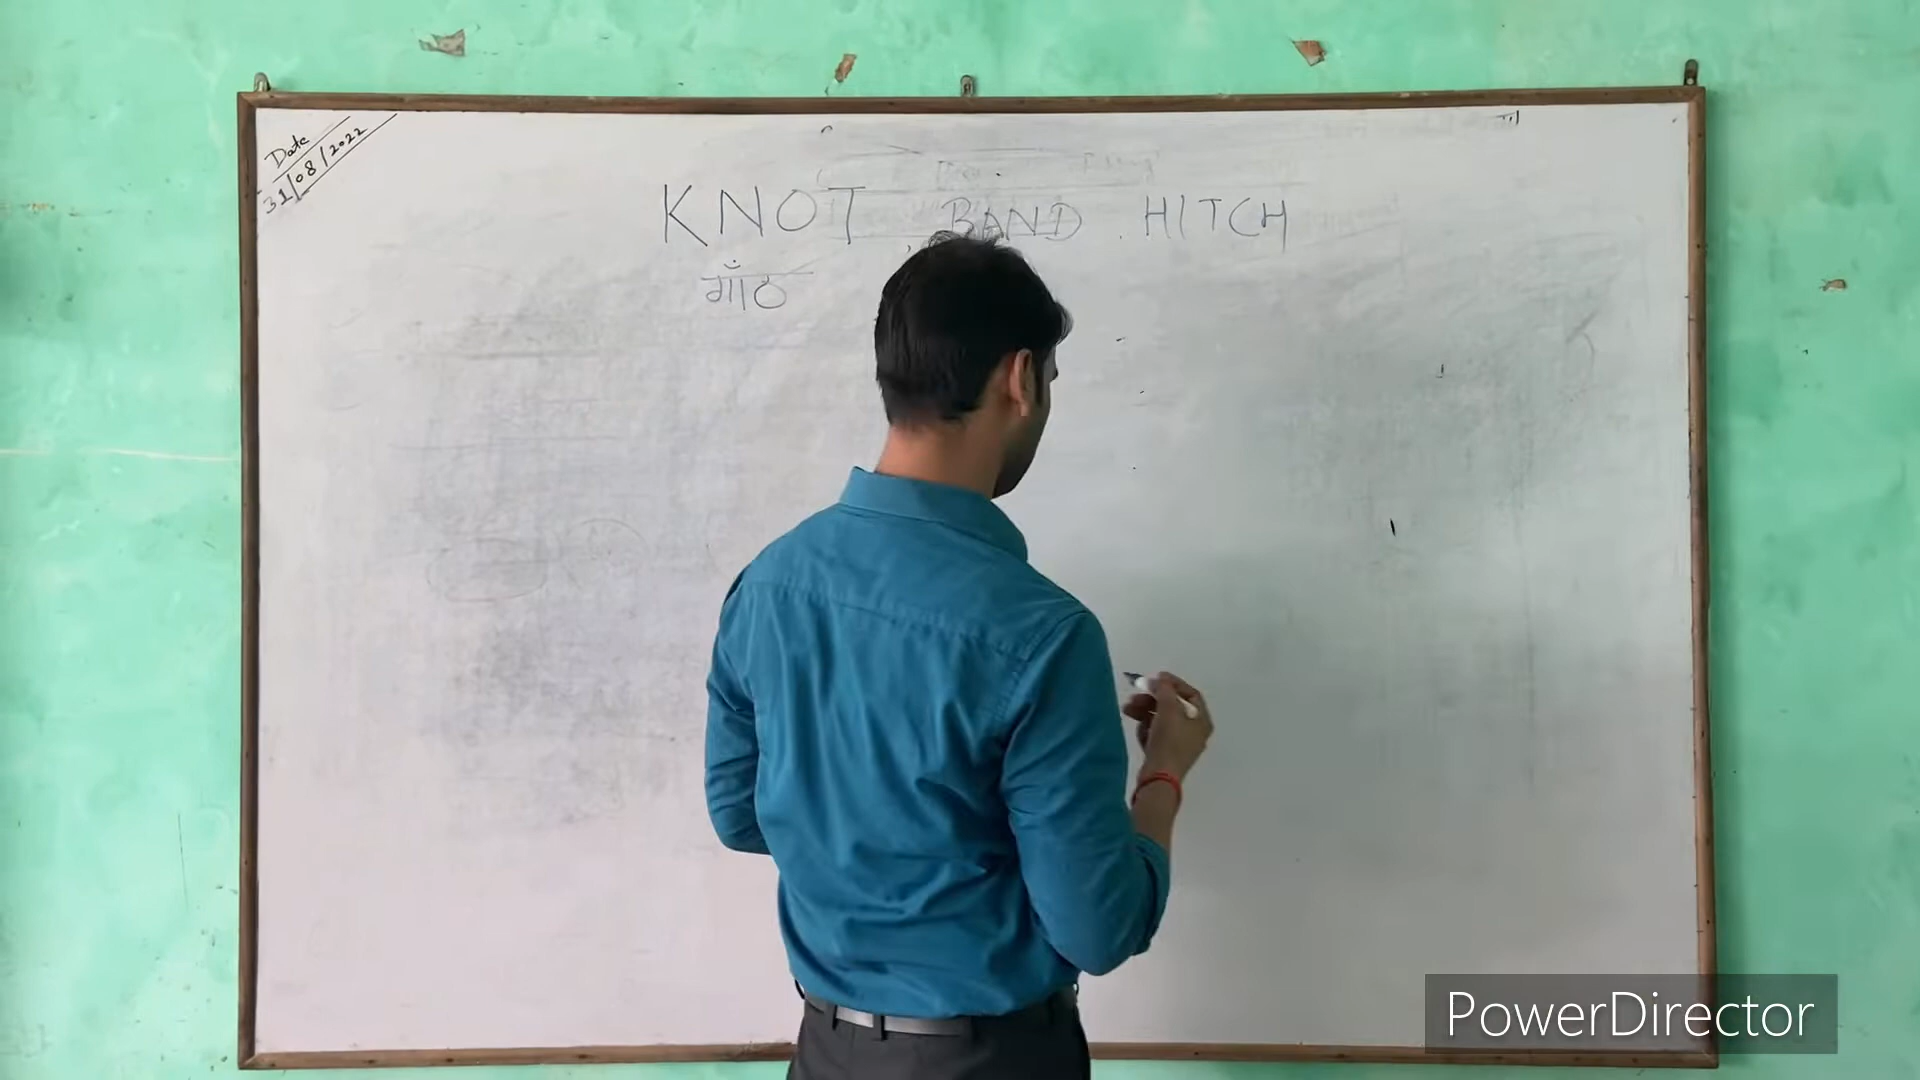 Date
31/08/2022
KNOT, BAND. HITCH
गाँठ
PowerDirector